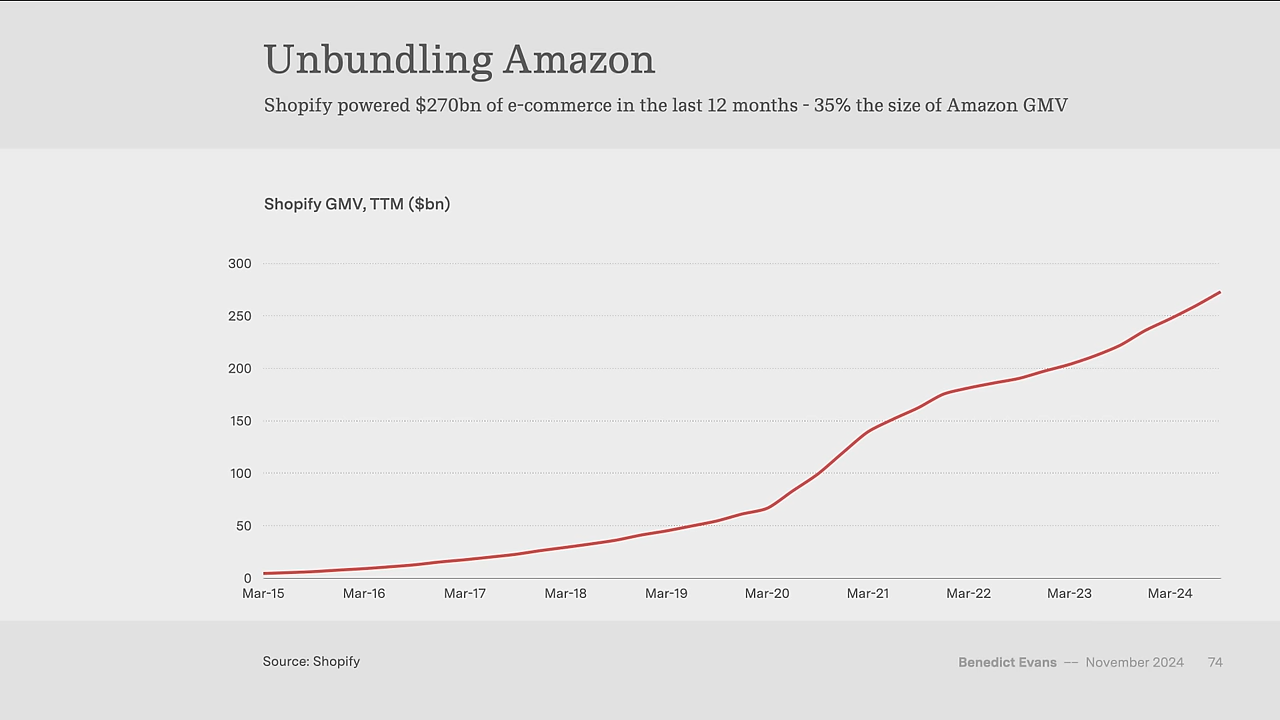 Unbundling Amazon
Shopify powered $270bn of e-commerce in the last 12 months - 35% the size of Amazon GMV
Shopify GMV, TTM ($bn)
300
250
200
150
100
50
0
Mar-15 Mar-16 Mar-17 Mar-18 Mar-19 Mar-20 Mar-21 Mar-22 Mar-23 Mar-24
Source: Shopify
Benedict Evans –– November 2024 74